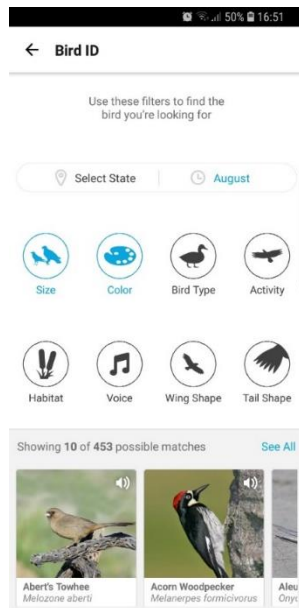 50% 16:51
Bird ID
Use these filters to find the
bird you're looking for
Select State August
Size Color Bird Type Activity
Habitat Voice Wing Shape Tail Shape
Showing 10 of 453 possible matches See All
Abert's Towhee Acorn Woodpecker Aleu
Melozone aberti Melanerpes formicivorus Onyc